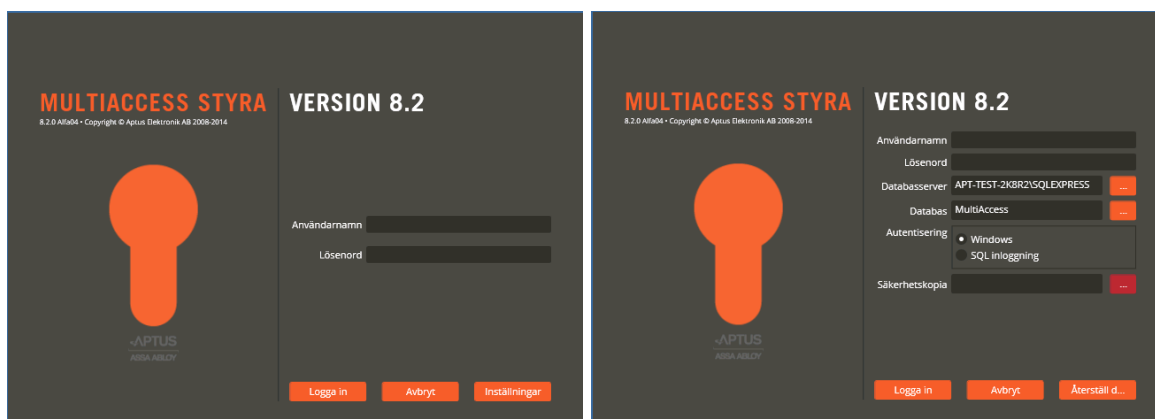 MULTIACCESS STYRA
8.2.0 Alfa04 • Copyright © Aptus Elektronik AB 2008-2014
VERSION 8.2
Användarnamn
Lösenord
APTUS
ASSA ABLOY
Logga in
Avbryt
Inställningar
MULTIACCESS STYRA
8.2.0 Alfa04 • Copyright © Aptus Elektronik AB 2008-2014
VERSION 8.2
Användarnamn
Lösenord
Databasserver APT-TEST-2K8R2\SQLEXPRESS ...
Databas MultiAccess ...
Autentisering
Windows
SQL inloggning
Säkerhetskopia ...
APTUS
ASSA ABLOY
Logga in
Avbryt
Återställ d...